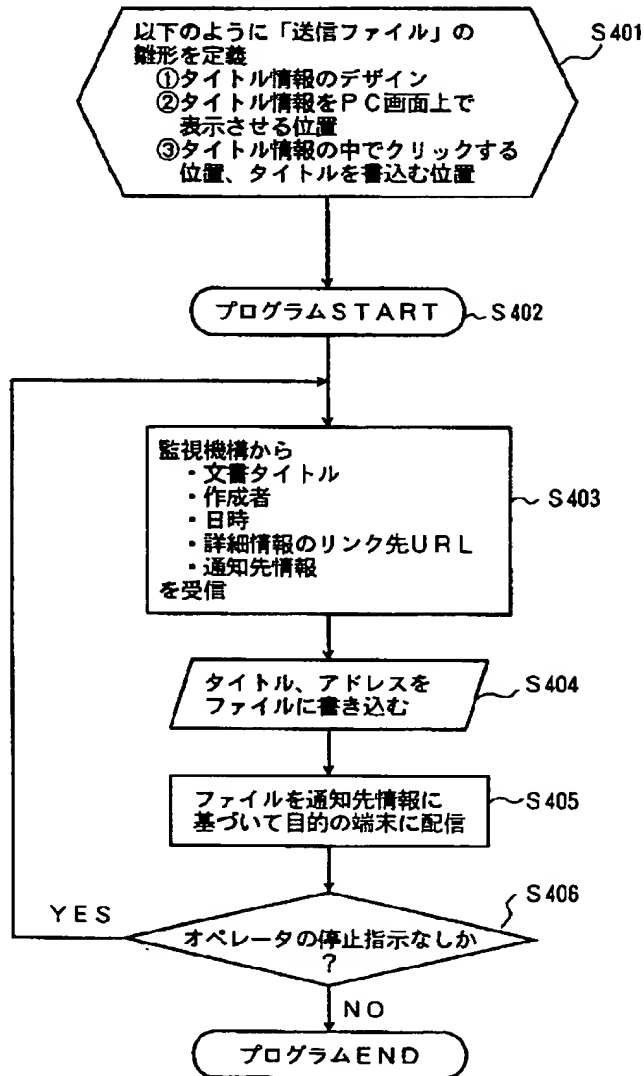 以下のように「送信ファイル」の
雛形を定義
①タイトル情報のデザイン
②タイトル情報をPC画面上で
表示させる位置
③タイトル情報の中でクリックする
位置、タイトルを書込む位置
S401
プログラムSTART
S402
監視機構から
・文書タイトル
・作成者
・日時
・詳細情報のリンク先URL
・通知先情報
を受信
S403
タイトル、アドレスを
ファイルに書き込む
S404
ファイルを通知先情報に
基づいて目的の端末に配信
S405
S406
YES
オペレータの停止指示なしか
?
NO
プログラムEND